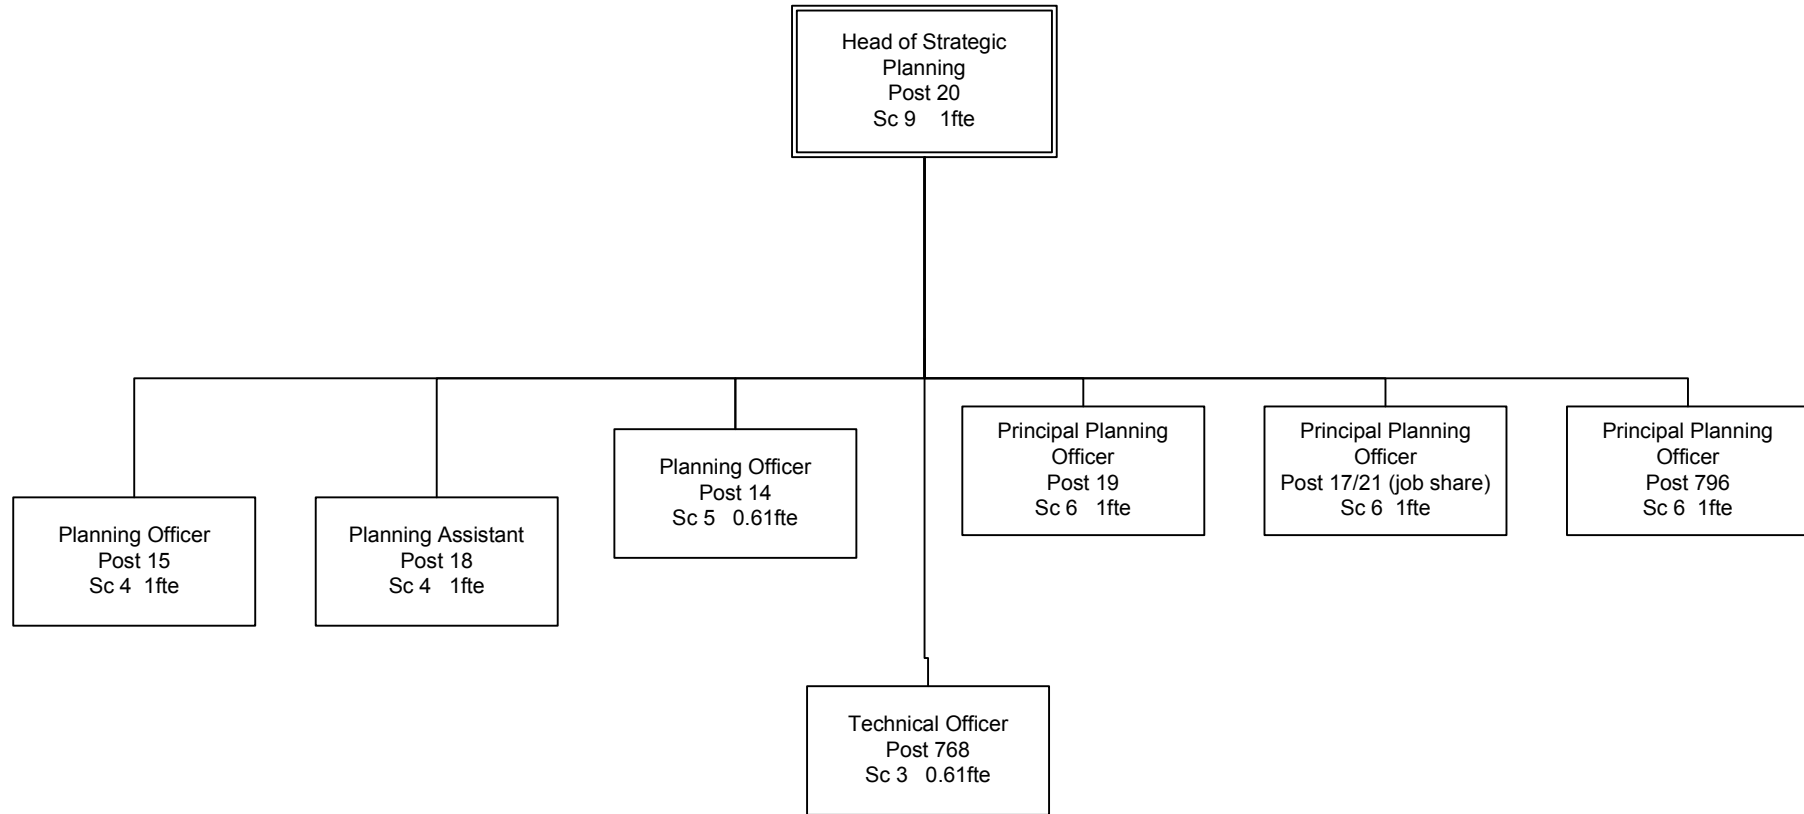 Head of Strategic
Planning
Post 20
Sc 9 1fte
Planning Officer
Post 15
Sc 4 1fte
Planning Assistant
Post 18
Sc 4 1fte
Planning Officer
Post 14
Sc 5 0.61fte
Principal Planning
Officer
Post 19
Sc 6 1fte
Principal Planning
Officer
Post 17/21 (job share)
Sc 6 1fte
Principal Planning
Officer
Post 796
Sc 6 1fte
Technical Officer
Post 768
Sc 3 0.61fte